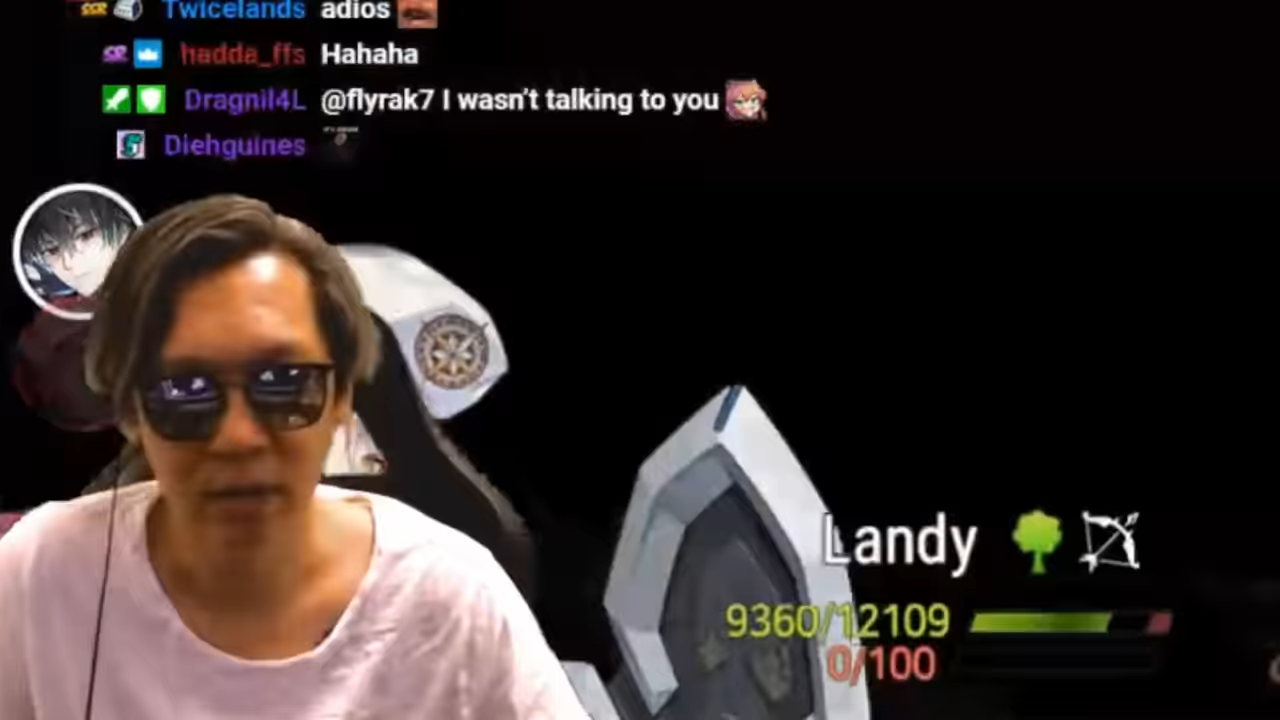 Twicelands adios
hadda_ffs Hahaha
Dragnil4L @flyrak7 I wasn't talking to you
Diehguines
Landy
9360/12109
0/100